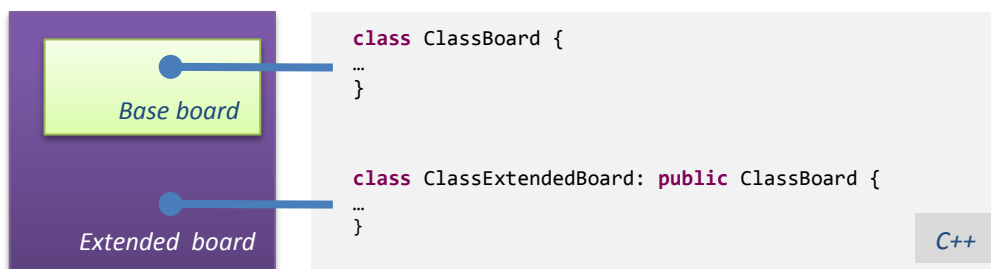 Base board
Extended board
class ClassBoard {
…
}
class ClassExtendedBoard: public ClassBoard {
…
}
C++